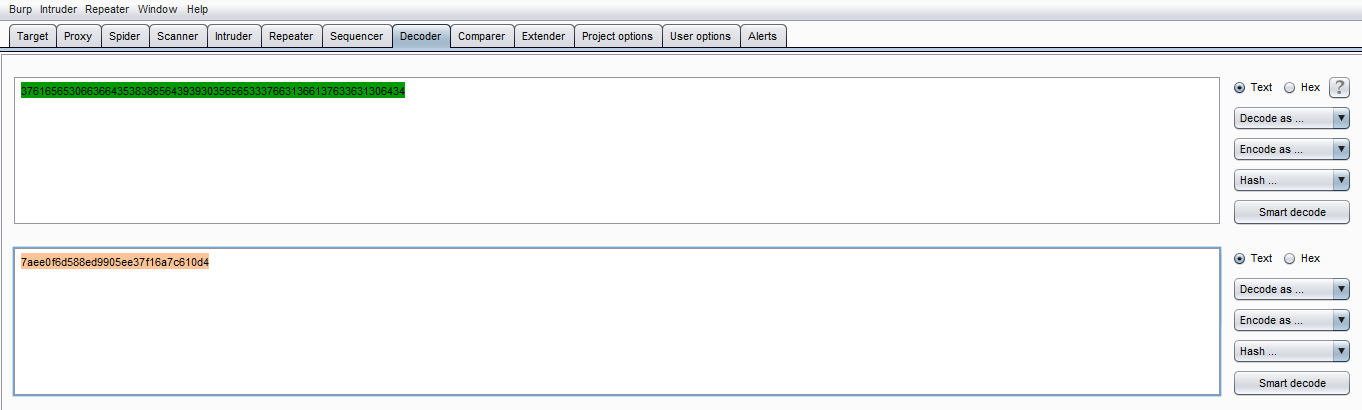 Burp Intruder Repeater Window Help
Target Proxy Spider Scanner Intruder Repeater Sequencer Decoder Comparer Extender Project options User options Alerts
3761656530663664353838656439393035656533376631366137633631306434
Text Hex ?
Decode as ...
Encode as ...
Hash ...
Smart decode
7aee0f6d588ed9905ee37f16a7c610d4
Text Hex
Decode as ...
Encode as ...
Hash ...
Smart decode